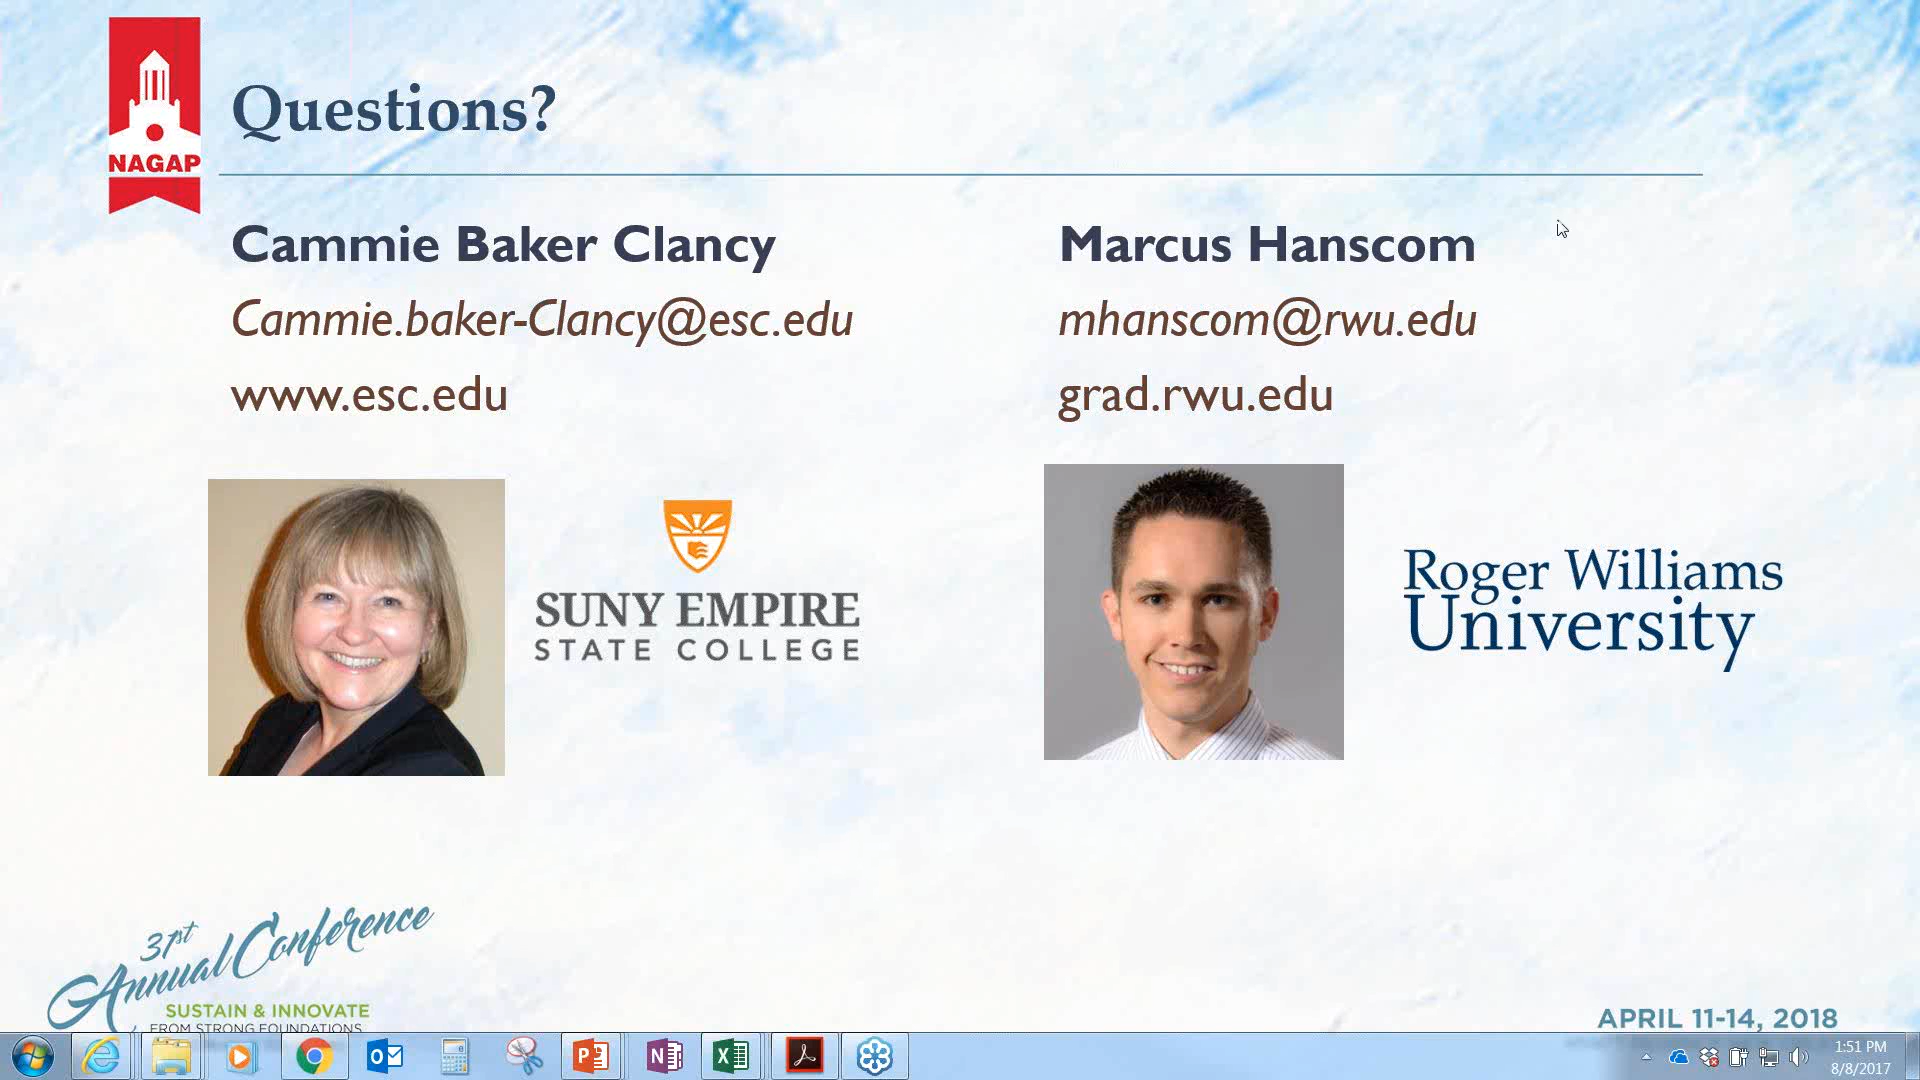 NAGAP
Questions?
Cammie Baker Clancy
Cammie.baker-Clancy@esc.edu
www.esc.edu
SUNY EMPIRE
STATE COLLEGE
Marcus Hanscom
mhanscom@rwu.edu
grad.rwu.edu
Roger Williams
University
31st
Annual Conference
SUSTAIN & INNOVATE
FROM STRONG FOUNDATIONS
APRIL 11-14, 2018
1:51 PM
8/8/2017